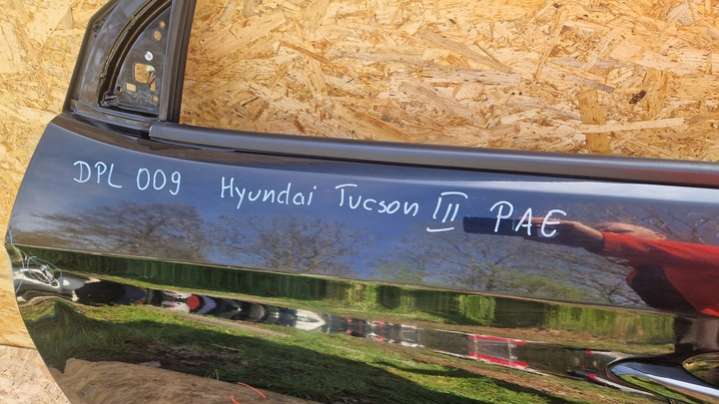 DPL 009 Hyundai Tucson III PAE